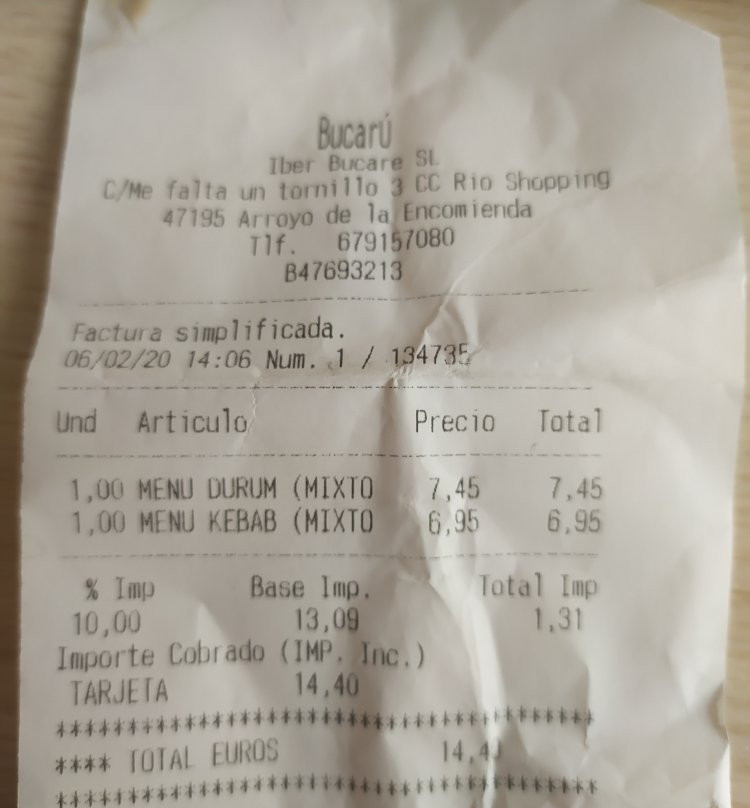 Bucarú
Iber Bucare SL
C/Me falta un tornillo 3 CC Rio Shopping
47195 Arroyo de la Encomienda
Tlf. 679157080
B47693213
Factura simplificada.
06/02/20 14:06 Num. 1 / 134735
Und Articulo Precio Total
1,00 MENU DURUM (MIXTO 7,45 7,45
1,00 MENU KEBAB (MIXTO 6,95 6,95
% Imp Base Imp. Total Imp
10,00 13,09 1,31
Importe Cobrado (IMP. Inc.)
TARJETA 14,40
****************************************
**** TOTAL EUROS 14,40
****************************************